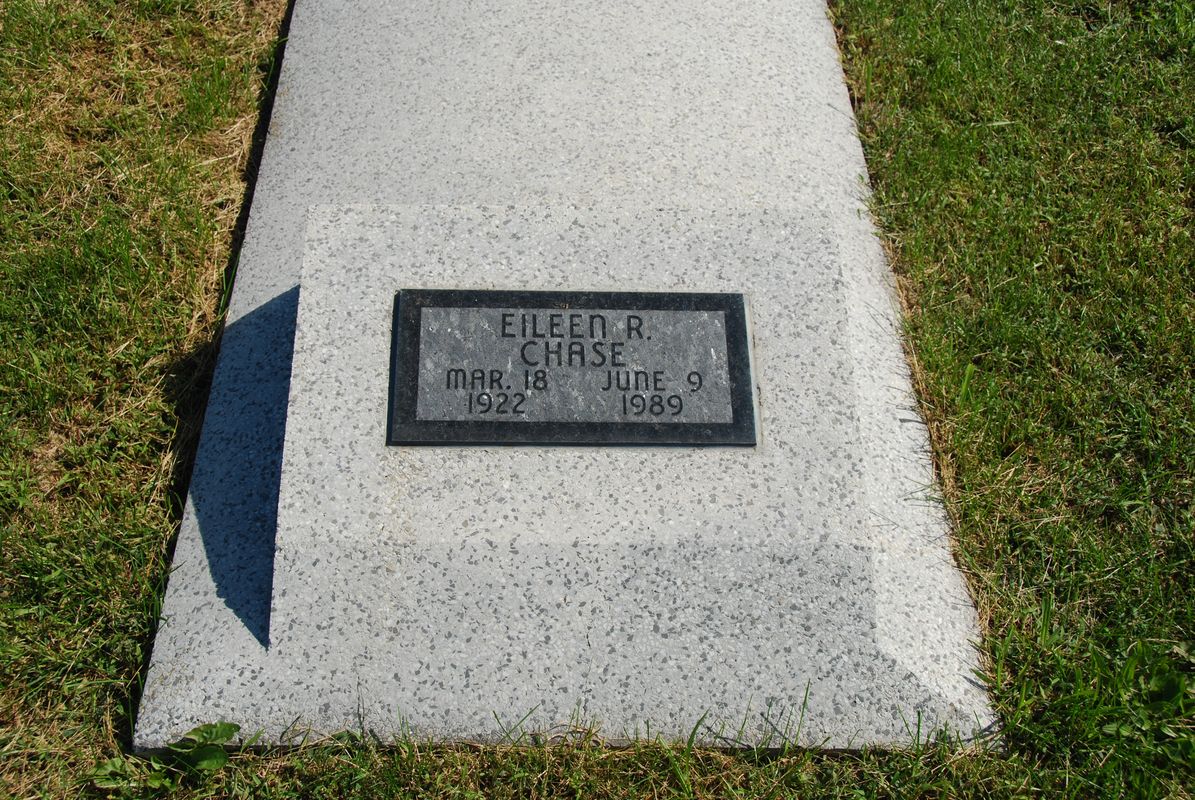 EILEEN R.
CHASE
MAR. 18 JUNE 9
1922 1989